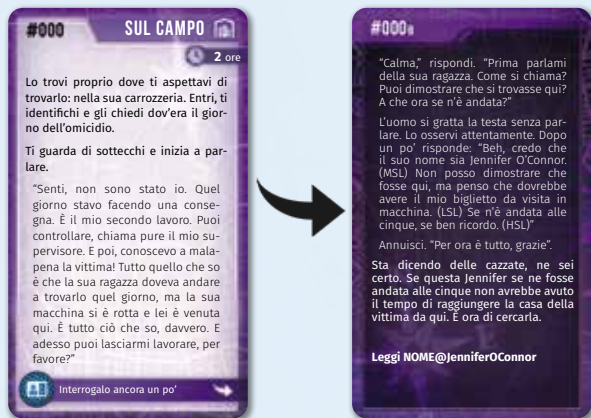 #000 SUL CAMPO
2 ore
Lo trovi proprio dove ti aspettavi di
trovarlo: nella sua carrozzeria. Entri, ti
identifichi e gli chiedi dov'era il gior-
no dell'omicidio.
Ti guarda di sottecchi e inizia a par-
lare.
"Senti, non sono stato io. Quel
giorno stavo facendo una conse-
gna. È il mio secondo lavoro. Puoi
controllare, chiama pure il mio su-
pervisore. E poi, conoscevo a mala-
pena la vittima! Tutto quello che so
è che la sua ragazza doveva andare
a trovarlo quel giorno, ma la sua
macchina si è rotta e lei è venuta
qui. È tutto ciò che so, davvero. E
adesso puoi lasciarmi lavorare, per
favore?"
Interrogalo ancora un po'
#000B
"Calma," rispondi. "Prima parlami
della sua ragazza. Come si chiama?
Puoi dimostrare che si trovasse qui?
A che ora se n'è andata?"
L'uomo si gratta la testa senza par-
lare. Lo osservi attentamente. Dopo
un po' risponde: "Beh, credo che
il suo nome sia Jennifer O'Connor.
(MSL) Non posso dimostrare che
fosse qui, ma penso che dovrebbe
avere il mio biglietto da visita in
macchina. (LSL) Se n'è andata alle
cinque, se ben ricordo. (HSL)"
Annuisci. "Per ora è tutto, grazie".
Sta dicendo delle cazzate, ne sei
certo. Se questa Jennifer se ne fosse
andata alle cinque non avrebbe avuto
il tempo di raggiungere la casa della
vittima da qui. È ora di cercarla.
Leggi NOME@JenniferOConnor